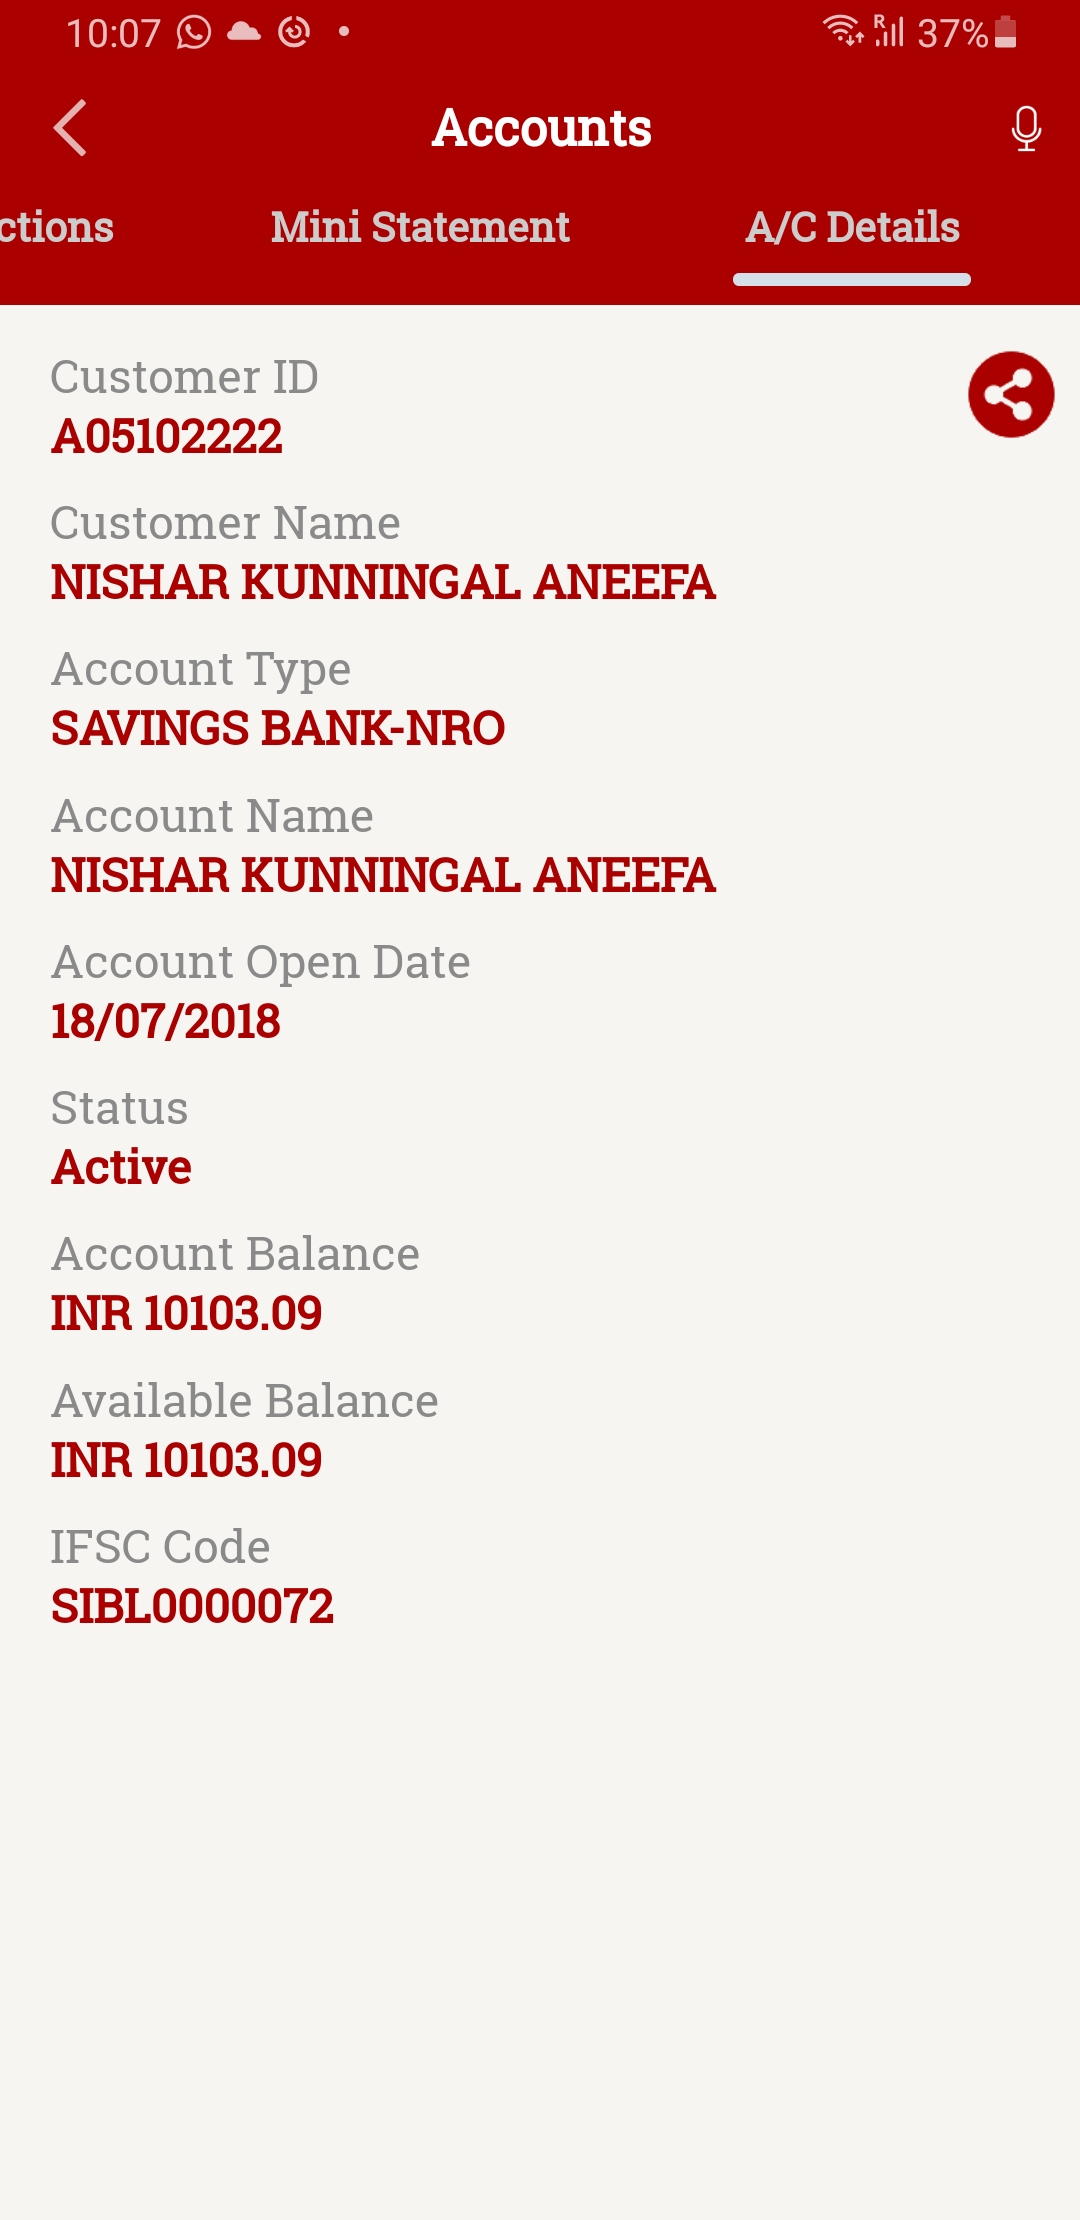 10:07 R 37%
Accounts
ctions Mini Statement A/C Details
Customer ID
A05102222
Customer Name
NISHAR KUNNINGAL ANEEFA
Account Type
SAVINGS BANK-NRO
Account Name
NISHAR KUNNINGAL ANEEFA
Account Open Date
18/07/2018
Status
Active
Account Balance
INR 10103.09
Available Balance
INR 10103.09
IFSC Code
SIBL0000072